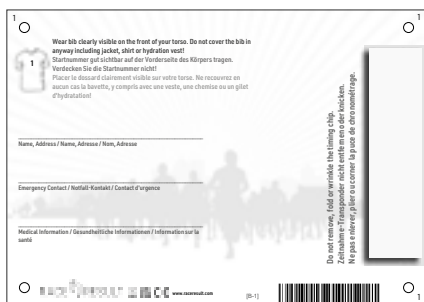 1
1
Wear bib clearly visible on the front of your torso. Do not cover the bib in
anyway including jacket, shirt or hydration vest!
Startnummer gut sichtbar auf der Vorderseite des Körpers tragen.
Verdecken Sie die Startnummer nicht!
Placer le dossard clairement visible sur votre torse. Ne recouvrez en
aucun cas la bavette, y compris avec une veste, une chemise ou un gilet
d'hydratation!
1
Name, Address / Name, Adresse / Nom, Adresse
Emergency Contact / Notfall-Kontakt / Contact d'urgence
Medical Information / Gesundheitliche Informationen / Information sur la
santé
Do not remove, fold or wrinkle the timing chip.
Zeitnahme-Transponder nicht entfernen oder knicken.
Ne pas enlever, plier ou corner la puce de chronométrage.
www.raceresult.com
[B-1]
1